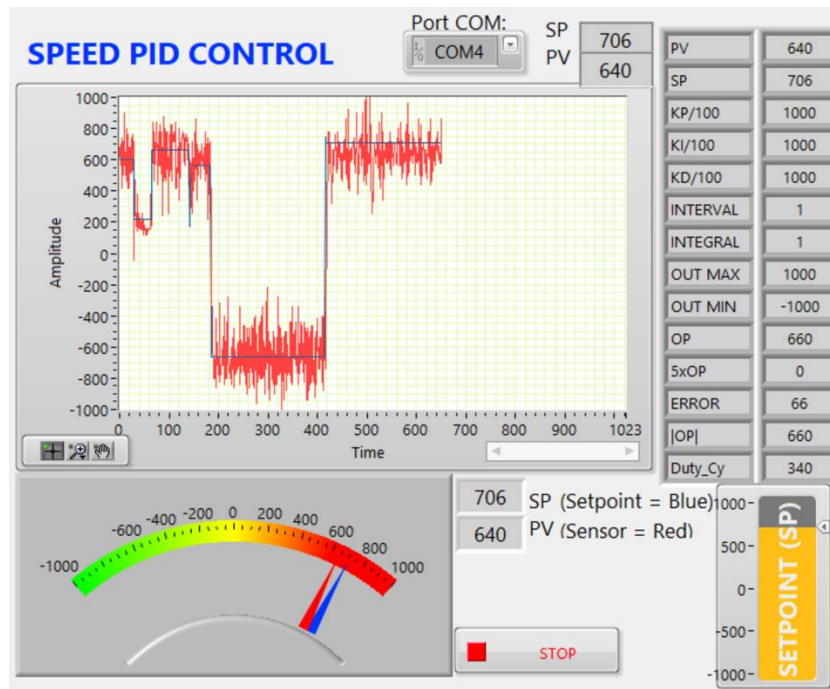 SPEED PID CONTROL
Port COM:
I/O COM4
SP 706
PV 640
PV 640
SP 706
KP/100 1000
KI/100 1000
KD/100 1000
INTERVAL 1
INTEGRAL 1
OUT MAX 1000
OUT MIN -1000
OP 660
5xOP 0
ERROR 66
|OP| 660
Duty_Cy 340
Amplitude
1000
800
600
400
200
0
-200
-400
-600
-800
-1000
0 100 200 300 400 500 600 700 800 900 1023
Time
-1000 -600 -400 -200 0 200 400 600 800 1000
706 SP (Setpoint = Blue)
640 PV (Sensor = Red)
STOP
1000
500
0
-500
-1000
SETPOINT (SP)